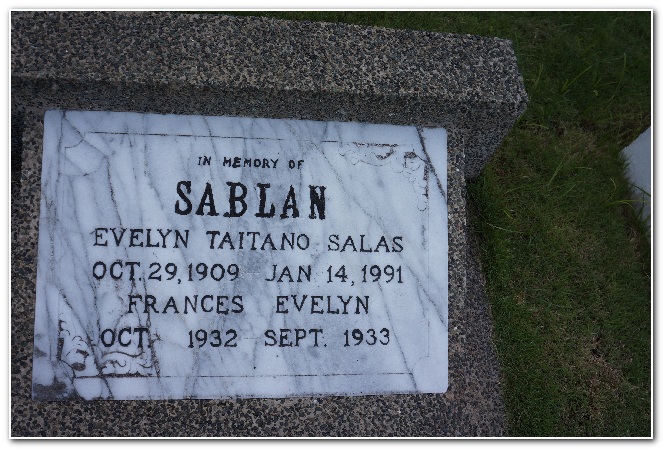 IN MEMORY OF
SABLAN
EVELYN TAITANO SALAS
OCT. 29, 1909 JAN 14, 1991
FRANCES EVELYN
OCT. 1932 SEPT. 1933